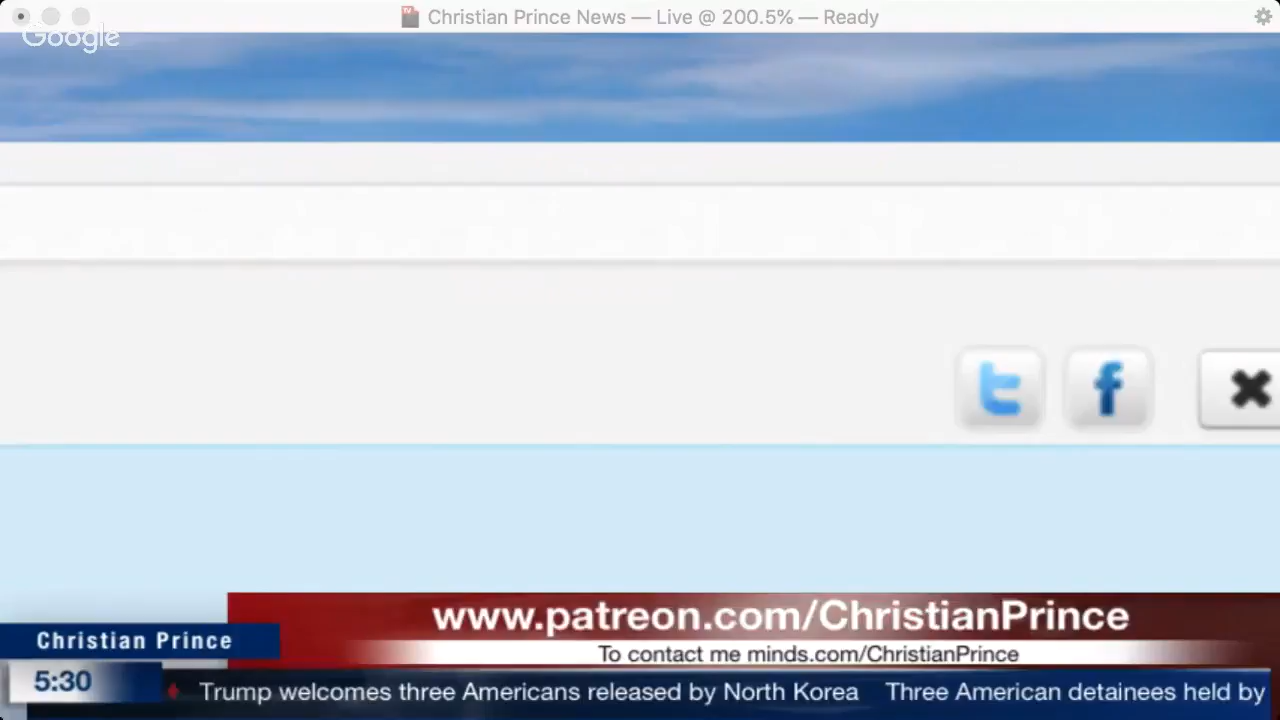 Christian Prince News — Live @ 200.5% — Ready
Google
www.patreon.com/ChristianPrince
To contact me minds.com/ChristianPrince
Christian Prince
5:30
Trump welcomes three Americans released by North Korea Three American detainees held by